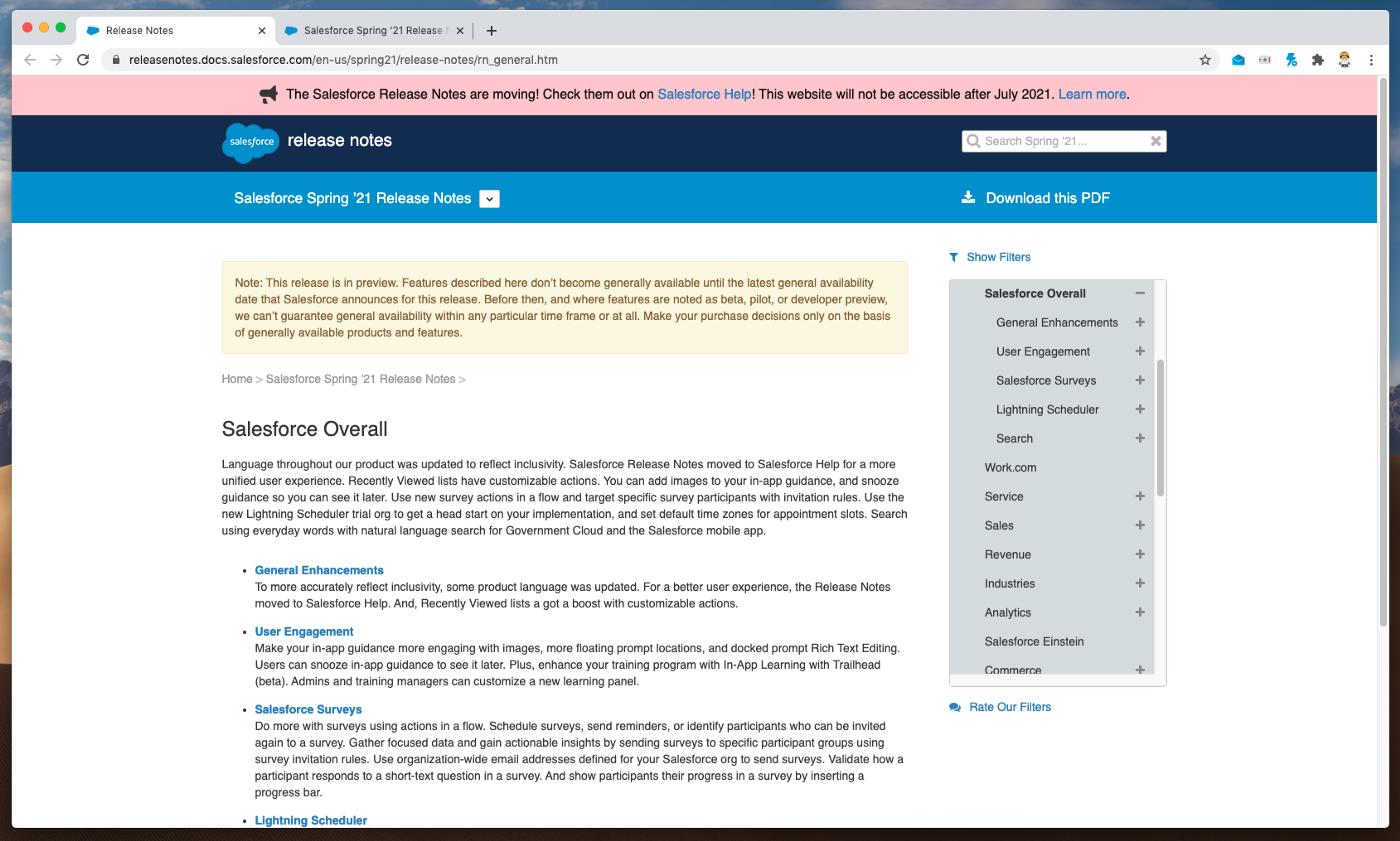 Release Notes
Salesforce Spring ’21 Release
releasenotes.docs.salesforce.com/en-us/spring21/release-notes/rn_general.htm
The Salesforce Release Notes are moving! Check them out on Salesforce Help! This website will not be accessible after July 2021. Learn more.
salesforce release notes
Search Spring ’21...
Salesforce Spring ’21 Release Notes
Download this PDF
Note: This release is in preview. Features described here don’t become generally available until the latest general availability
date that Salesforce announces for this release. Before then, and where features are noted as beta, pilot, or developer preview,
we can’t guarantee general availability within any particular time frame or at all. Make your purchase decisions only on the basis
of generally available products and features.
Home > Salesforce Spring ’21 Release Notes >
Salesforce Overall
Language throughout our product was updated to reflect inclusivity. Salesforce Release Notes moved to Salesforce Help for a more
unified user experience. Recently Viewed lists have customizable actions. You can add images to your in-app guidance, and snooze
guidance so you can see it later. Use new survey actions in a flow and target specific survey participants with invitation rules. Use the
new Lightning Scheduler trial org to get a head start on your implementation, and set default time zones for appointment slots. Search
using everyday words with natural language search for Government Cloud and the Salesforce mobile app.
• General Enhancements
To more accurately reflect inclusivity, some product language was updated. For a better user experience, the Release Notes
moved to Salesforce Help. And, Recently Viewed lists a got a boost with customizable actions.
• User Engagement
Make your in-app guidance more engaging with images, more floating prompt locations, and docked prompt Rich Text Editing.
Users can snooze in-app guidance to see it later. Plus, enhance your training program with In-App Learning with Trailhead
(beta). Admins and training managers can customize a new learning panel.
• Salesforce Surveys
Do more with surveys using actions in a flow. Schedule surveys, send reminders, or identify participants who can be invited
again to a survey. Gather focused data and gain actionable insights by sending surveys to specific participant groups using
survey invitation rules. Use organization-wide email addresses defined for your Salesforce org to send surveys. Validate how a
participant responds to a short-text question in a survey. And show participants their progress in a survey by inserting a
progress bar.
• Lightning Scheduler
Show Filters
Salesforce Overall
General Enhancements
User Engagement
Salesforce Surveys
Lightning Scheduler
Search
Work.com
Service
Sales
Revenue
Industries
Analytics
Salesforce Einstein
Commerce
Rate Our Filters